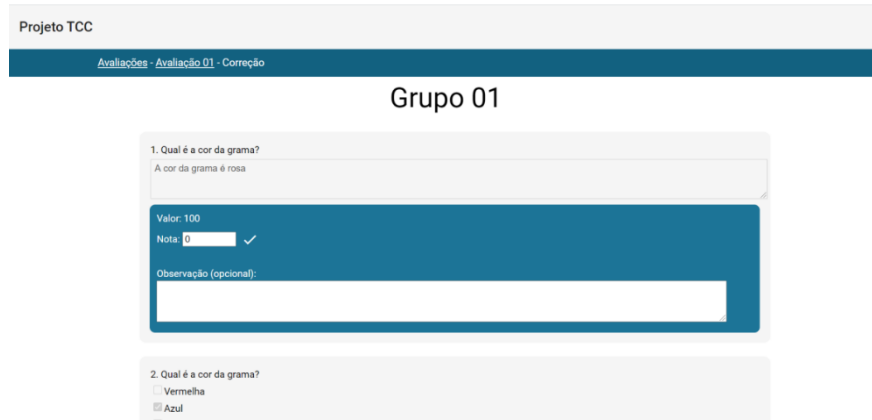 Projeto TCC
Avaliações - Avaliação 01 - Correção
Grupo 01
1. Qual é a cor da grama?
A cor da grama é rosa
Valor: 100
Nota: 0
Observação (opcional):
2. Qual é a cor da grama?
Vermelha
Azul